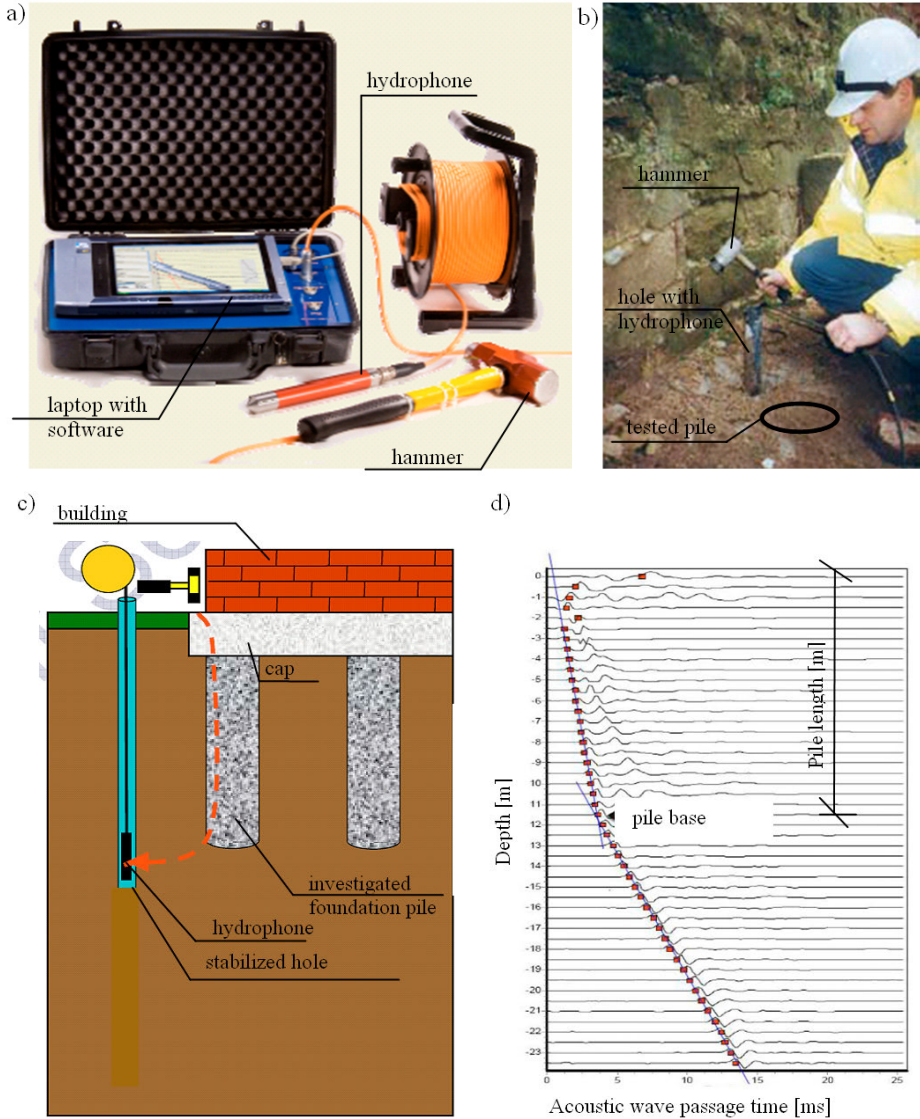 a)
hydrophone
laptop with
software
hammer
b)
hammer
hole with
hydrophone
tested pile
c)
building
cap
investigated
foundation pile
hydrophone
stabilized hole
d)
0
-1
-2
-3
-4
-5
-6
-7
-8
-9
10
-11
-12
-13
-14
-15
-16
-17
-18
-19
-20
-21
-22
-23
Depth [m]
Pile length [m]
pile base
0 5 10 15 20 25
Acoustic wave passage time [ms]